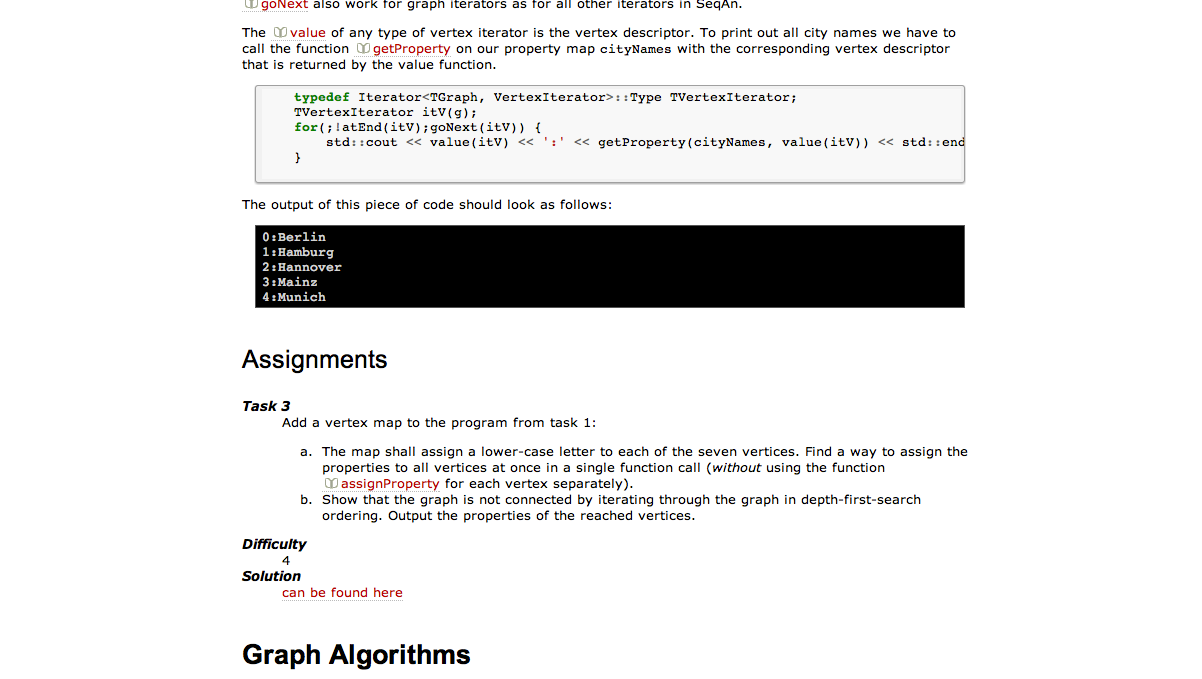 goNext also work for graph iterators as for all other iterators in SeqAn.
The value of any type of vertex iterator is the vertex descriptor. To print out all city names we have to
call the function getProperty on our property map cityNames with the corresponding vertex descriptor
that is returned by the value function.
typedef Iterator<TGraph, VertexIterator>::Type TVertexIterator;
TVertexIterator itV(g);
for(;!atEnd(itV);goNext(itV)) {
    std::cout << value(itV) << ':' << getProperty(cityNames, value(itV)) << std::end
}
The output of this piece of code should look as follows:
0:Berlin
1:Hamburg
2:Hannover
3:Mainz
4:Munich
Assignments
Task 3
Add a vertex map to the program from task 1:
a. The map shall assign a lower-case letter to each of the seven vertices. Find a way to assign the
properties to all vertices at once in a single function call (without using the function
assignProperty for each vertex separately).
b. Show that the graph is not connected by iterating through the graph in depth-first-search
ordering. Output the properties of the reached vertices.
Difficulty
4
Solution
can be found here
Graph Algorithms